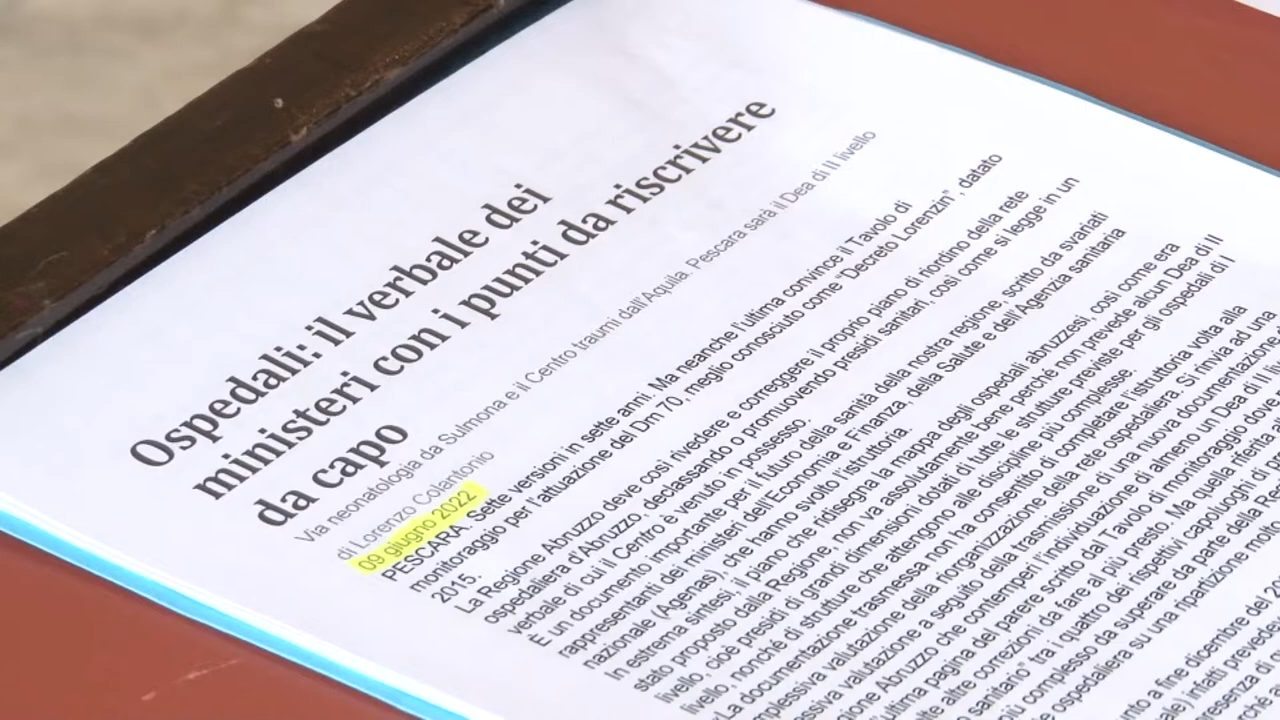 Ospedali: il verbale dei
ministeri con i punti da riscrivere
da capo
Via neonatologia da Sulmona e il Centro traumi dall'Aquila. Pescara sarà il Dea di II livello
di Lorenzo Colantonio
09 giugno 2022
PESCARA. Sette versioni in sette anni. Ma neanche l'ultima convince il Tavolo di
monitoraggio per l'attuazione del Dm 70, meglio conosciuto come "Decreto Lorenzin", datato
2015.
La Regione Abruzzo deve così rivedere e correggere il proprio piano di riordino della rete
ospedaliera d'Abruzzo, declassando o promuovendo presidi sanitari, così come si legge in un
verbale di cui il Centro è venuto in possesso.
È un documento importante per il futuro della sanità della nostra regione, scritto da svariati
rappresentanti dei ministeri dell'Economia e Finanza, della Salute e dell'Agenzia sanitaria
nazionale (Agenas), che hanno svolto l'istruttoria.
In estrema sintesi, il piano che ridisegna la mappa degli ospedali abruzzesi, così come era
stato proposto dalla Regione, non va assolutamente bene perché non prevede alcun Dea di II
livello, cioè presidi di grandi dimensioni dotati di tutte le strutture previste per gli ospedali di I
livello, nonché di strutture che attengono alle discipline più complesse.
"La documentazione trasmessa non ha consentito di completare l'istruttoria volta alla
valutazione della riorganizzazione della rete ospedaliera. Si rinvia ad una
Abruzzo a seguito della trasmissione di una nuova documentazione
che contemperi l'individuazione di almeno un Dea di II
pagina del parere scritto dal Tavolo di monitoraggio dove
altre correzioni da fare al più presto. Ma quella riferita
sanitario" tra i quattro dei rispettivi capoluoghi di
più complesso da superare da parte della
ospedaliera su una ripartizione
a fine dicembre del
infatti